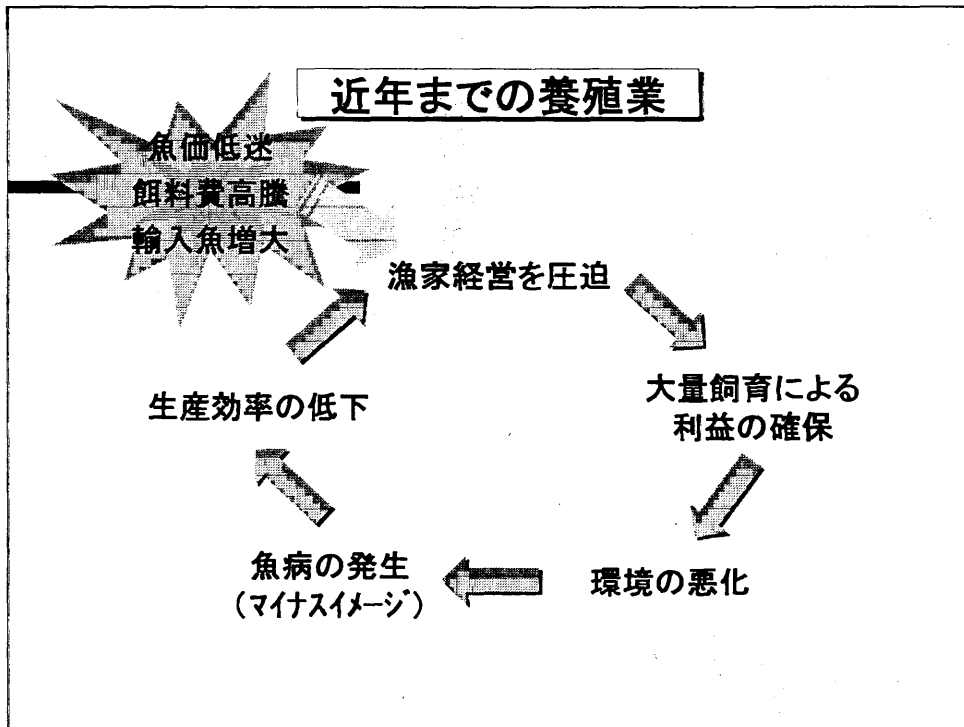 近年までの養殖業
魚価低迷
餌料費高騰
輸入魚増大
漁家経営を圧迫
大量飼育による
利益の確保
環境の悪化
魚病の発生
(マイナスイメージ)
生産効率の低下